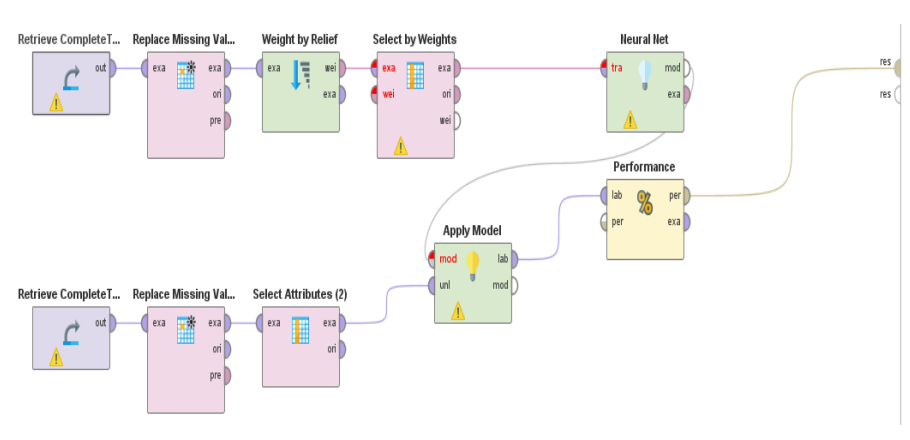 Retrieve CompleteT... Replace Missing Val... Weight by Relief Select by Weights Neural Net
out exa exa exa wei exa exa tra mod res
ori exa wei ori exa res
pre wei
Performance
lab per
per exa
Apply Model
mod lab
unl mod
Retrieve CompleteT... Replace Missing Val... Select Attributes (2)
out exa exa exa exa
ori ori
pre